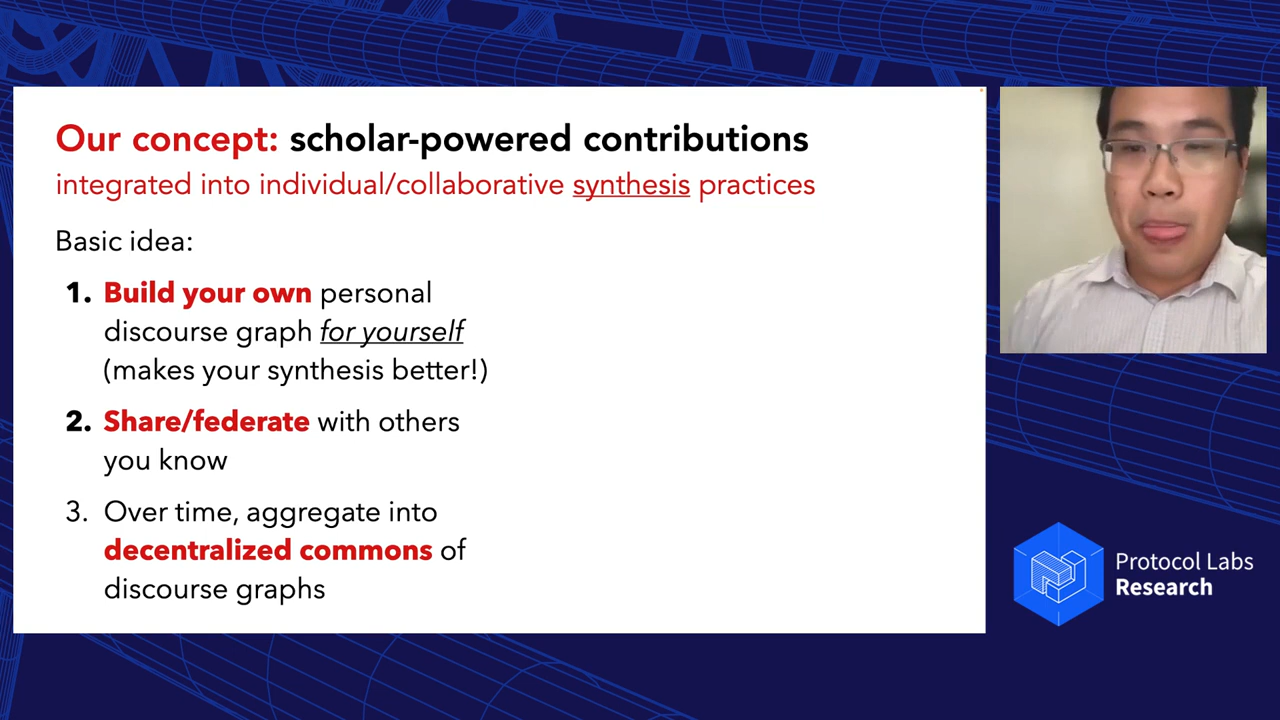 Our concept: scholar-powered contributions
integrated into individual/collaborative synthesis practices
Basic idea:
1. Build your own personal
discourse graph for yourself
(makes your synthesis better!)
2. Share/federate with others
you know
3. Over time, aggregate into
decentralized commons of
discourse graphs
Protocol Labs
Research